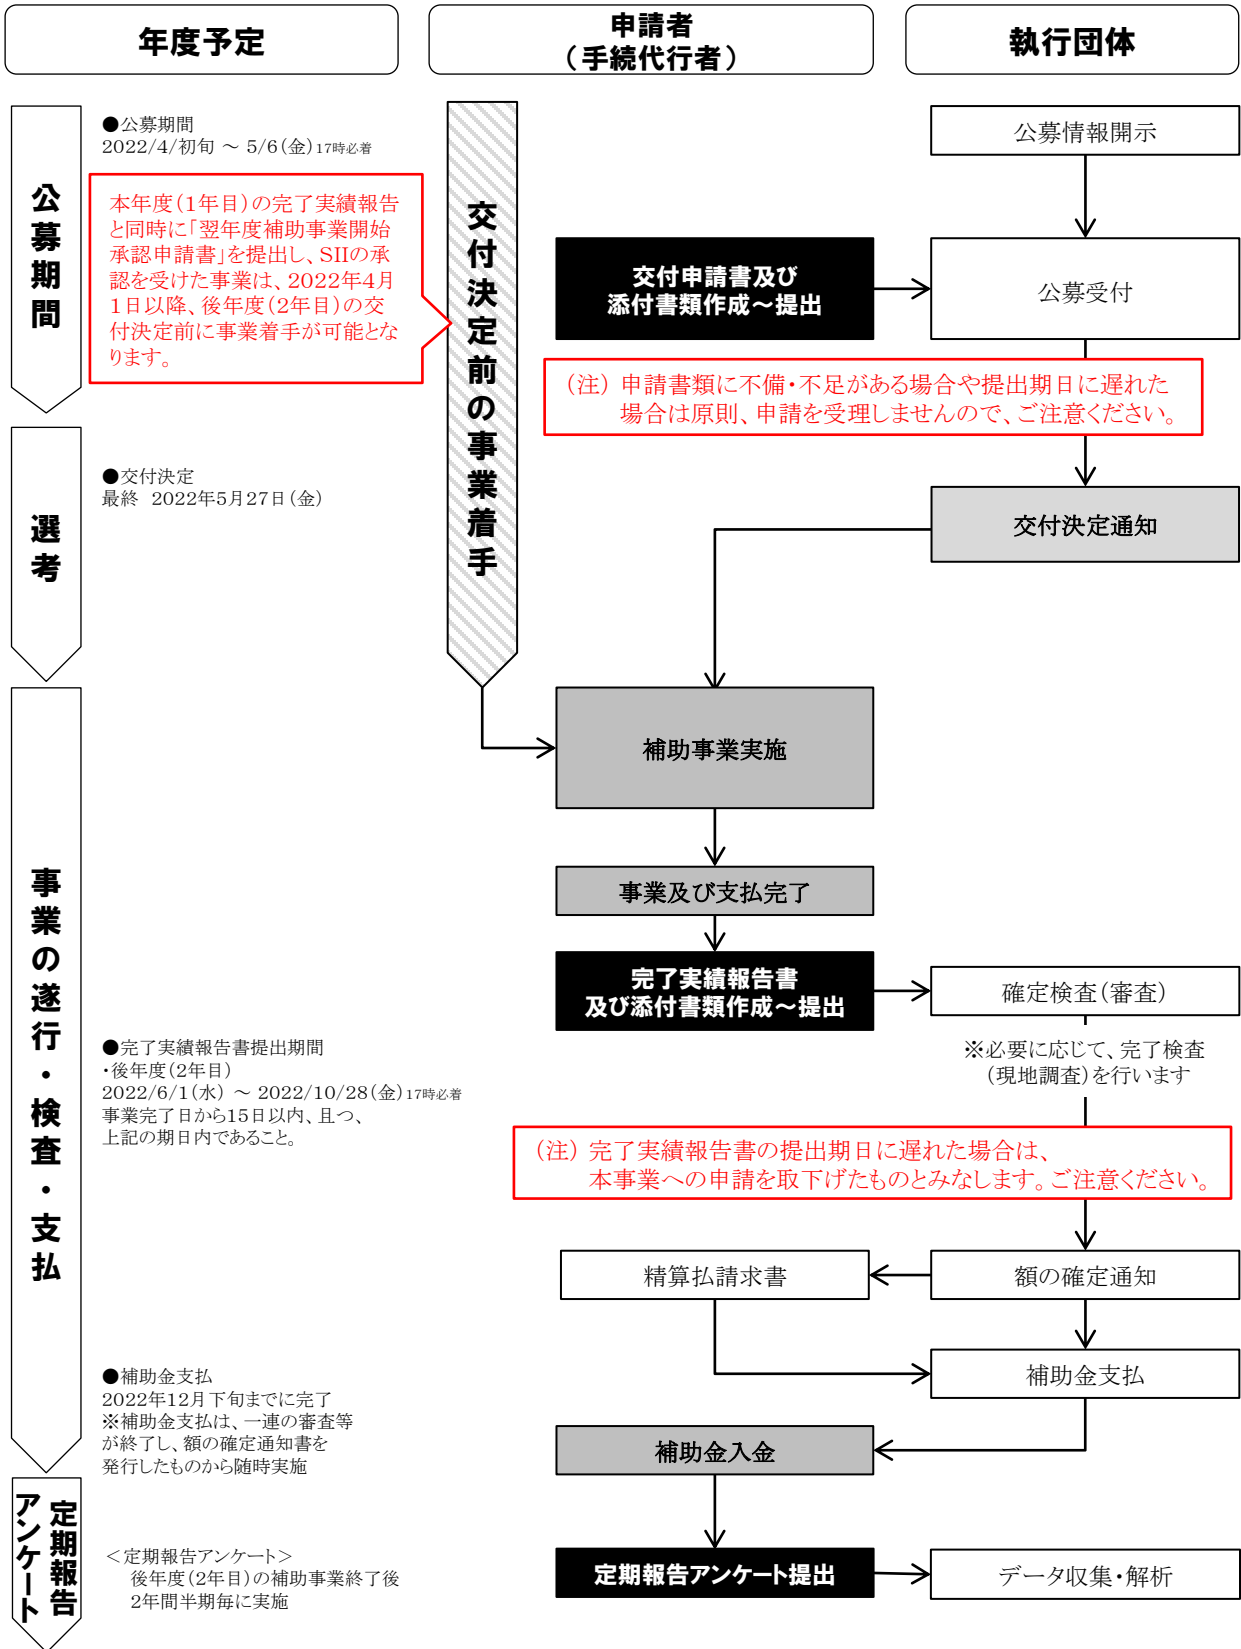 年度予定
申請者
(手続代行者)
執行団体
公募期間
●公募期間
2022/4/初旬 ～ 5/6(金)17時必着
本年度(1年目)の完了実績報告
と同時に「翌年度補助事業開始
承認申請書」を提出し、SIIの承
認を受けた事業は、2022年4月
1日以降、後年度(2年目)の交
付決定前に事業着手が可能とな
ります。
交付決定前の事業着手
公募情報開示
交付申請書及び
添付書類作成～提出
公募受付
(注) 申請書類に不備・不足がある場合や提出期日に遅れた
場合は原則、申請を受理しませんので、ご注意ください。
選考
●交付決定
最終 2022年5月27日(金)
交付決定通知
事業の遂行・検査・支払
補助事業実施
事業及び支払完了
完了実績報告書
及び添付書類作成～提出
確定検査(審査)
※必要に応じて、完了検査
(現地調査)を行います
●完了実績報告書提出期間
・後年度(2年目)
2022/6/1(水) ～ 2022/10/28(金)17時必着
事業完了日から15日以内、且つ、
上記の期日内であること。
(注) 完了実績報告書の提出期日に遅れた場合は、
本事業への申請を取下げたものとみなします。ご注意ください。
精算払請求書
額の確定通知
補助金支払
●補助金支払
2022年12月下旬までに完了
※補助金支払は、一連の審査等
が終了し、額の確定通知書を
発行したものから随時実施
補助金入金
定期報告
アンケート
＜定期報告アンケート＞
後年度(2年目)の補助事業終了後
2年間半期毎に実施
定期報告アンケート提出
データ収集・解析